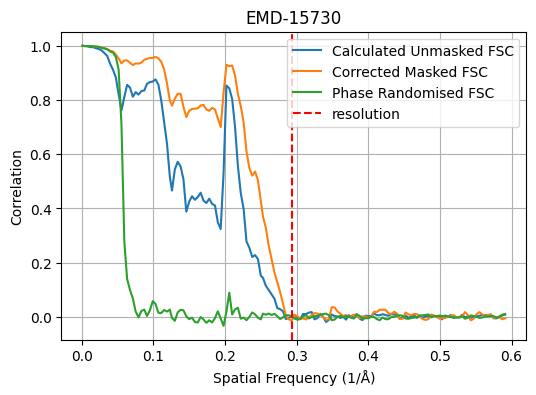 EMD-15730
Calculated Unmasked FSC
Corrected Masked FSC
Phase Randomised FSC
resolution
Correlation
1.0
0.8
0.6
0.4
0.2
0.0
0.0 0.1 0.2 0.3 0.4 0.5 0.6
Spatial Frequency (1/Å)